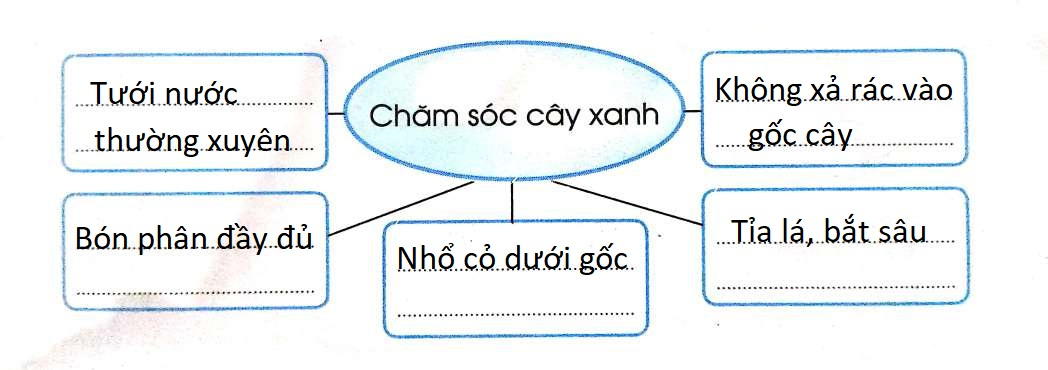 Chăm sóc cây xanh
Tưới nước
thường xuyên
Không xả rác vào
gốc cây
Bón phân đầy đủ
Nhổ cỏ dưới gốc
Tỉa lá, bắt sâu